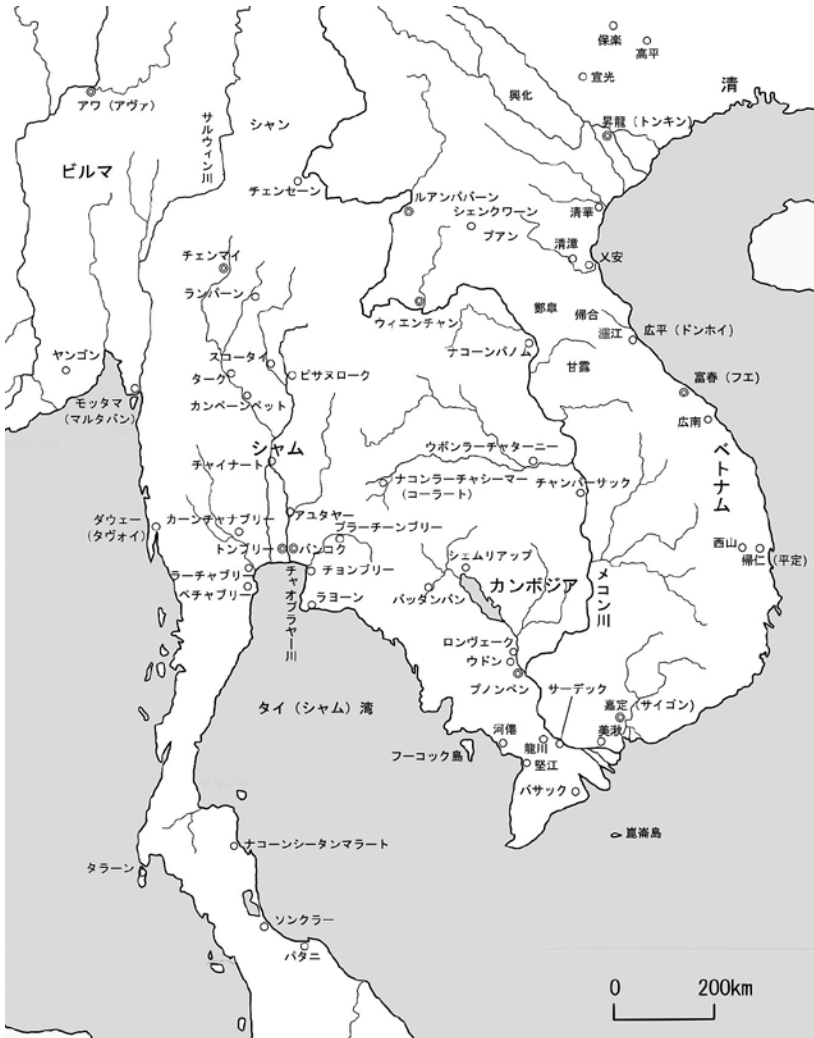 保楽
高平
宣光
清
興化
アワ（アヴァ）
サルウィン川
シャン
昇龍（トンキン）
ビルマ
チェンセーン
ルアンパバーン
シェンクワーン
プアン
清華
清漳
乂安
チェンマイ
ランパーン
ウィエンチャン
帰合
広平（ドンホイ）
ナコーンパノム
甘露
ヤンゴン
スコータイ
ターク
ピサヌローク
カンペーンペット
モッタマ
（マルタバン）
富春（フエ）
広南
シャム
チャイナート
ウボンラーチャターニー
ナコンラーチャシーマー
（コーラート）
チャンパーサック
ベトナム
ダウェー
（タヴォイ）
カーンチャナブリー
アユタヤー
プラーチーンブリー
トンブリー
バンコク
シェムリアップ
西山
帰仁（平定）
ラーチャブリー
ペチャブリー
チョンブリー
ラヨーン
チャオプラヤー川
バッダンバン
カンボジア
メコン川
ロンヴェーク
ウドン
プノンペン
サーデック
嘉定（サイゴン）
美湫
タイ（シャム）湾
フーコック島
河僊
龍川
堅江
バサック
崑崙島
ナコーンシータンマラート
タラーン
ソンクラー
パタニ
0 200km